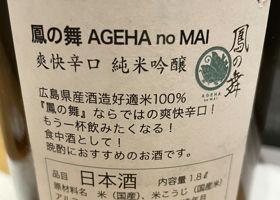 鳳の舞 AGEHA no MAI
爽快辛口 純米吟醸
AGEHA
no MAI
鳳の舞
広島県産酒造好適米100%
『鳳の舞』ならではの爽快辛口!
もう一杯飲みたくなる!
食中酒として!
晩酌におすすめのお酒です。
品目 日本酒 内容量 1.8ℓ
原材料名 米(国産)、米こうじ(国産米)